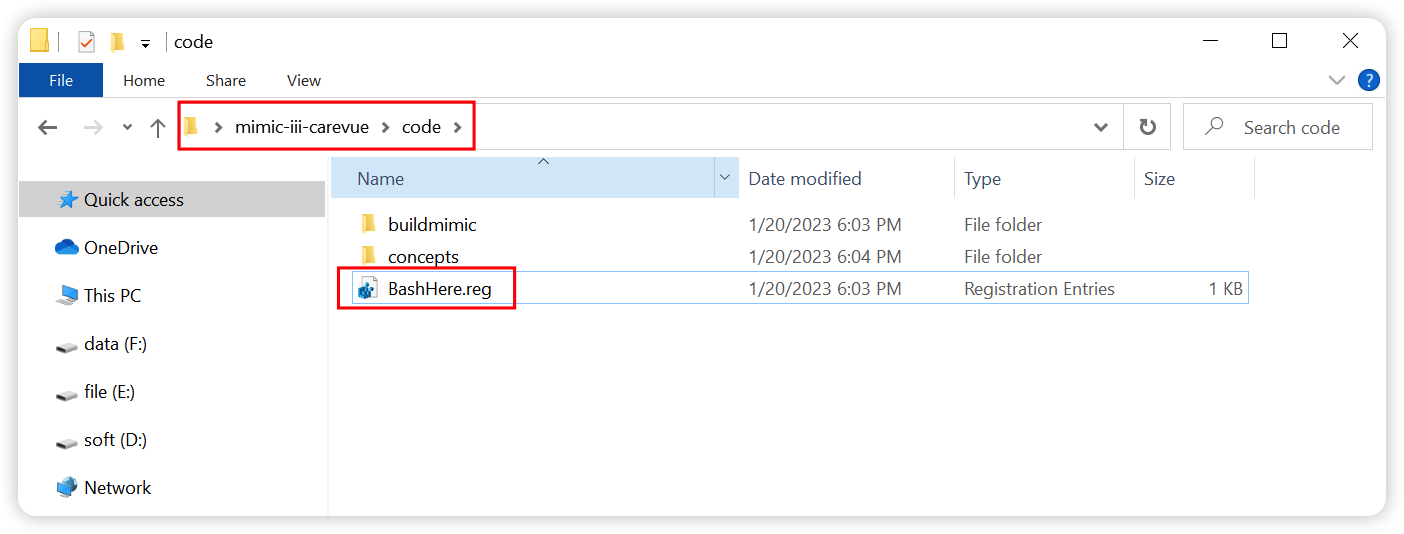 code
File Home Share View
mimic-iii-carevue code Search code
Name Date modified Type Size
Quick access
OneDrive
This PC
data (F:)
file (E:)
soft (D:)
Network
buildmimic 1/20/2023 6:03 PM File folder
concepts 1/20/2023 6:04 PM File folder
BashHere.reg 1/20/2023 6:03 PM Registration Entries 1 KB